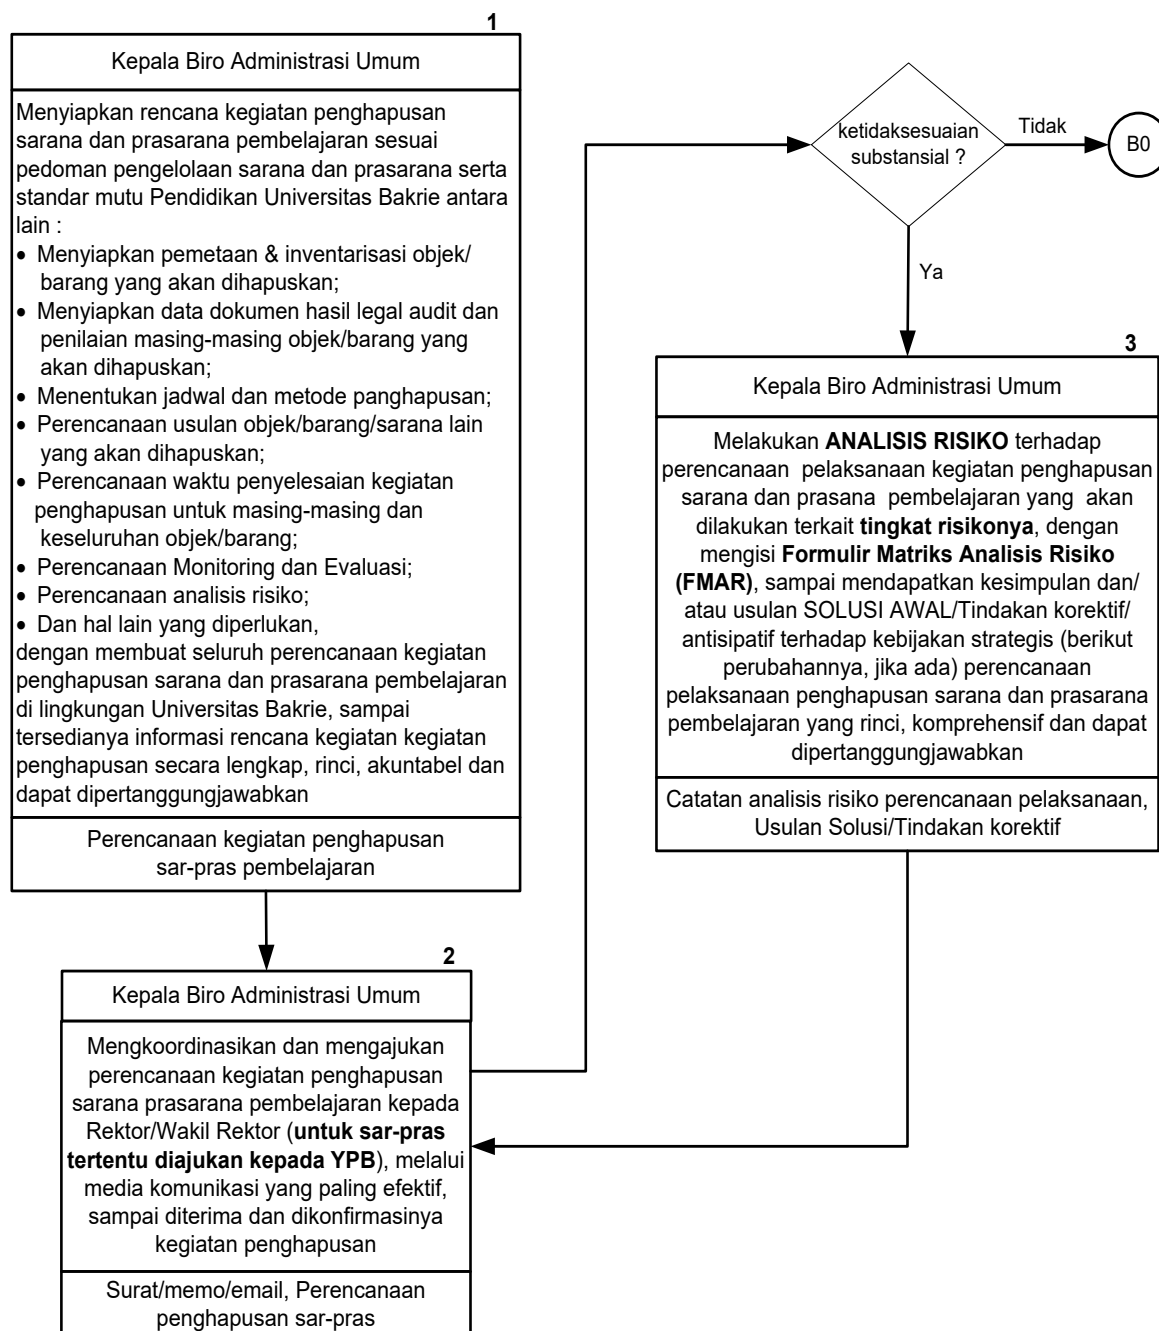 1
Kepala Biro Administrasi Umum
Menyiapkan rencana kegiatan penghapusan
sarana dan prasarana pembelajaran sesuai
pedoman pengelolaan sarana dan prasarana serta
standar mutu Pendidikan Universitas Bakrie antara
lain :
• Menyiapkan pemetaan & inventarisasi objek/
barang yang akan dihapuskan;
• Menyiapkan data dokumen hasil legal audit dan
penilaian masing-masing objek/barang yang
akan dihapuskan;
• Menentukan jadwal dan metode panghapusan;
• Perencanaan usulan objek/barang/sarana lain
yang akan dihapuskan;
• Perencanaan waktu penyelesaian kegiatan
penghapusan untuk masing-masing dan
keseluruhan objek/barang;
• Perencanaan Monitoring dan Evaluasi;
• Perencanaan analisis risiko;
• Dan hal lain yang diperlukan,
dengan membuat seluruh perencanaan kegiatan
penghapusan sarana dan prasarana pembelajaran
di lingkungan Universitas Bakrie, sampai
tersedianya informasi rencana kegiatan kegiatan
penghapusan secara lengkap, rinci, akuntabel dan
dapat dipertanggungjawabkan
Perencanaan kegiatan penghapusan
sar-pras pembelajaran
2
Kepala Biro Administrasi Umum
Mengkoordinasikan dan mengajukan
perencanaan kegiatan penghapusan
sarana prasarana pembelajaran kepada
Rektor/Wakil Rektor (untuk sar-pras
tertentu diajukan kepada YPB), melalui
media komunikasi yang paling efektif,
sampai diterima dan dikonfirmasinya
kegiatan penghapusan
Surat/memo/email, Perencanaan
penghapusan sar-pras
ketidaksesuaian
substansial ?
Tidak
B0
Ya
3
Kepala Biro Administrasi Umum
Melakukan ANALISIS RISIKO terhadap
perencanaan pelaksanaan kegiatan penghapusan
sarana dan prasana pembelajaran yang akan
dilakukan terkait tingkat risikonya, dengan
mengisi Formulir Matriks Analisis Risiko
(FMAR), sampai mendapatkan kesimpulan dan/
atau usulan SOLUSI AWAL/Tindakan korektif/
antisipatif terhadap kebijakan strategis (berikut
perubahannya, jika ada) perencanaan
pelaksanaan penghapusan sarana dan prasarana
pembelajaran yang rinci, komprehensif dan dapat
dipertanggungjawabkan
Catatan analisis risiko perencanaan pelaksanaan,
Usulan Solusi/Tindakan korektif